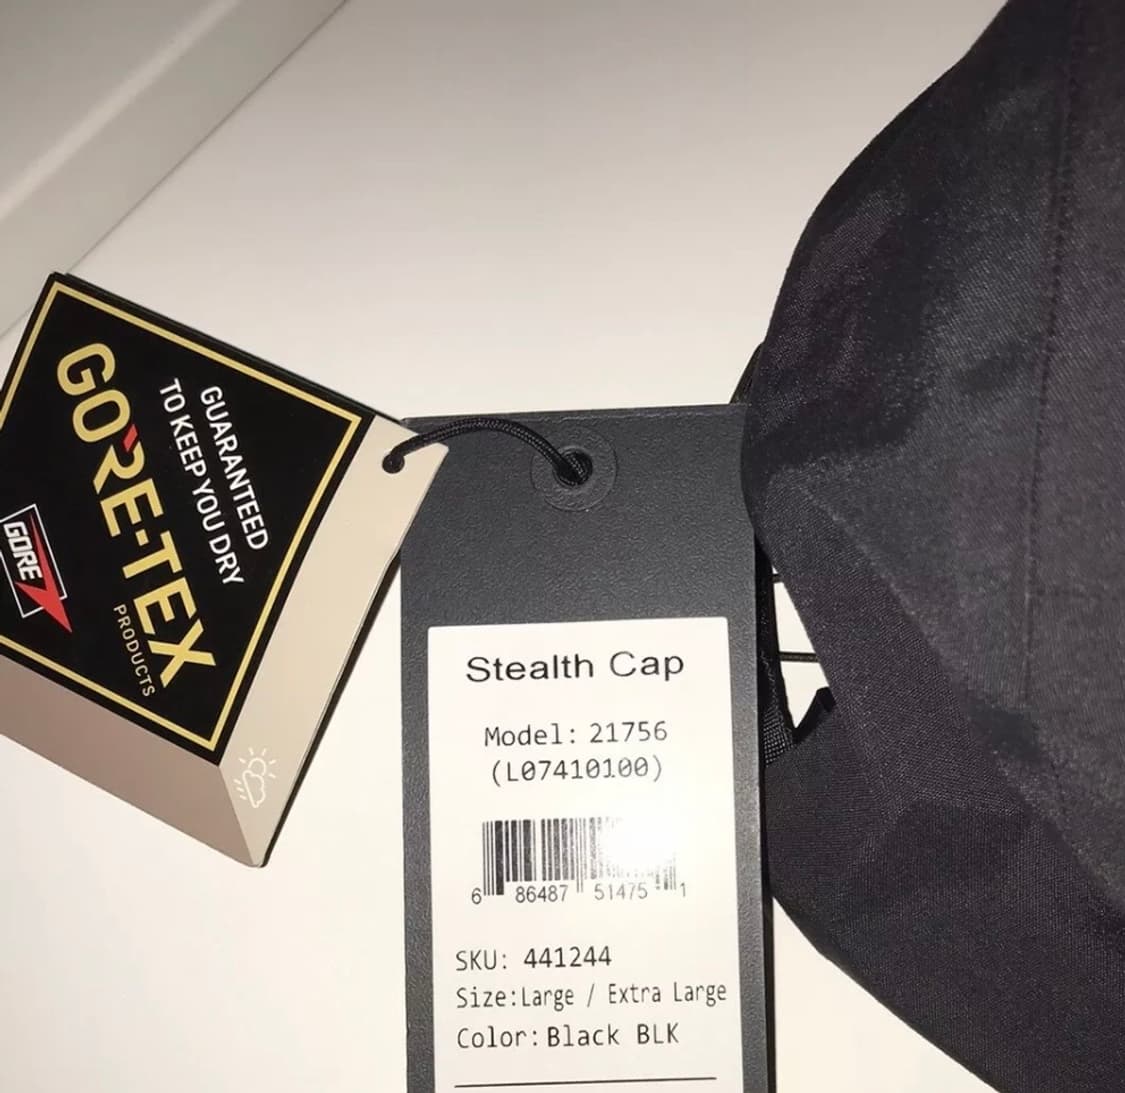 GUARANTEED
TO KEEP YOU DRY
GORE-TEX
PRODUCTS
GORE
Stealth Cap
Model: 21756
(L07410100)
6 86487 51475 1
SKU: 441244
Size:Large / Extra Large
Color:Black BLK